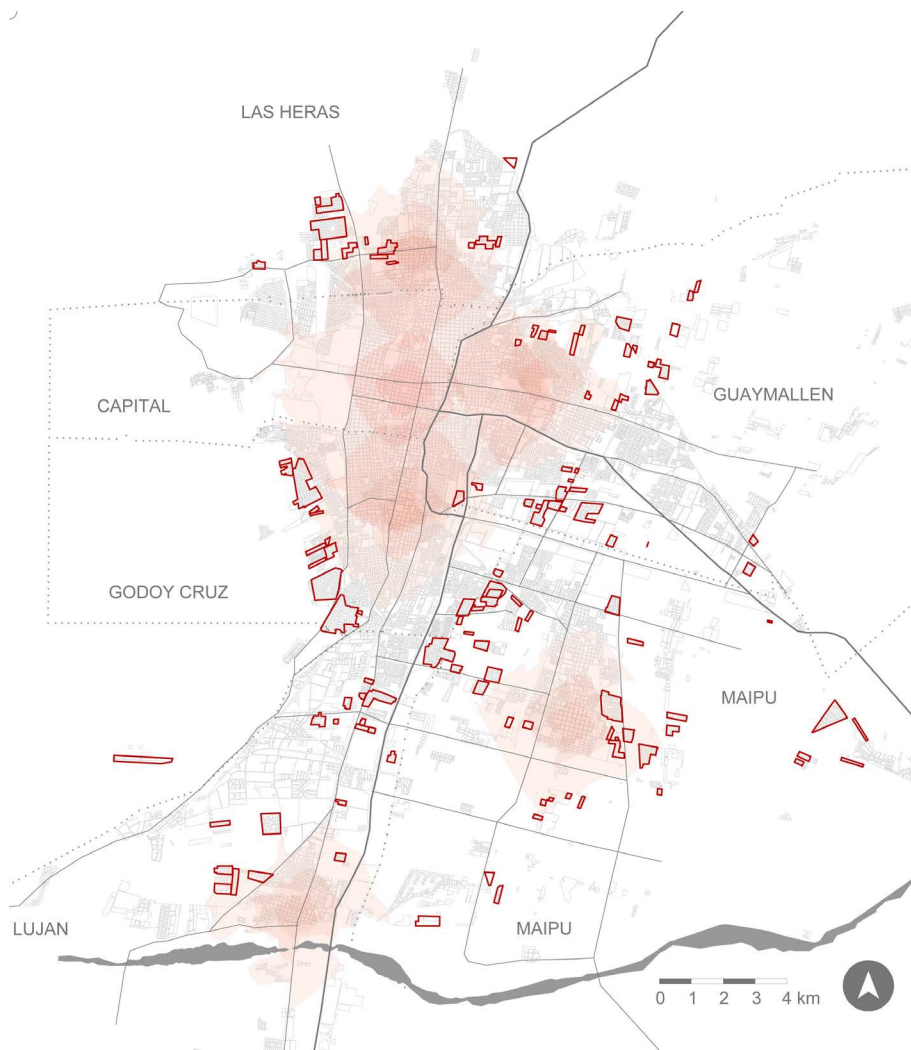 LAS HERAS
CAPITAL
GUAYMALLEN
GODOY CRUZ
MAIPU
LUJAN
MAIPU
0 1 2 3 4 km